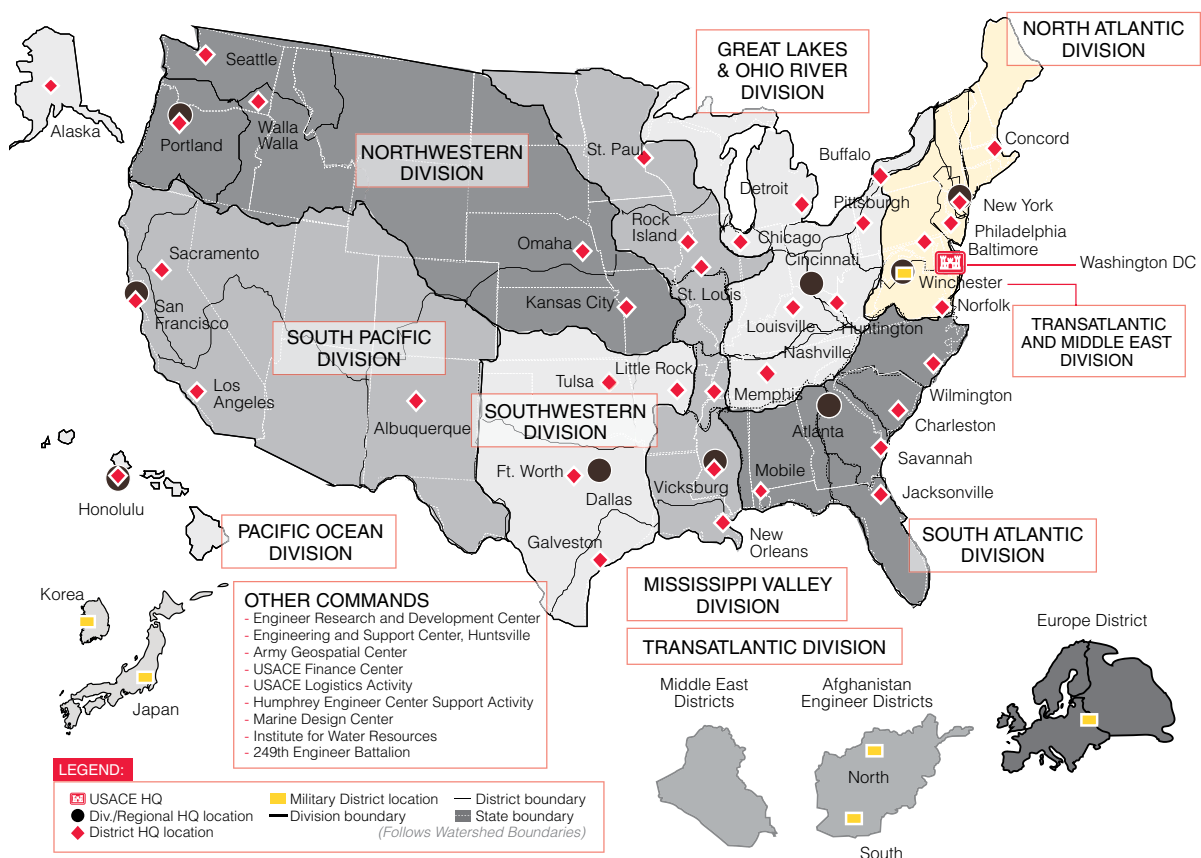 NORTH ATLANTIC
DIVISION
GREAT LAKES
& OHIO RIVER
DIVISION
Seattle
Alaska
Walla
Walla
Portland
NORTHWESTERN
DIVISION
St. Paul
Buffalo
Concord
Detroit
Pittsburgh
New York
Rock
Island
Philadelphia
Omaha
Chicago
Baltimore
Sacramento
Cincinnati
Washington DC
Winchester
St. Louis
Kansas City
San
Francisco
Norfolk
Louisville
Huntington
TRANSATLANTIC
AND MIDDLE EAST
DIVISION
SOUTH PACIFIC
DIVISION
Nashville
Little Rock
Tulsa
Los
Angeles
Memphis
Wilmington
SOUTHWESTERN
DIVISION
Albuquerque
Atlanta
Charleston
Savannah
Ft. Worth
Mobile
Vicksburg
Dallas
Jacksonville
Honolulu
PACIFIC OCEAN
DIVISION
Galveston
New
Orleans
SOUTH ATLANTIC
DIVISION
MISSISSIPPI VALLEY
DIVISION
Korea
OTHER COMMANDS
- Engineer Research and Development Center
- Engineering and Support Center, Huntsville
- Army Geospatial Center
- USACE Finance Center
- USACE Logistics Activity
- Humphrey Engineer Center Support Activity
- Marine Design Center
- Institute for Water Resources
- 249th Engineer Battalion
Japan
TRANSATLANTIC DIVISION
Europe District
Middle East
Districts
Afghanistan
Engineer Districts
North
South
LEGEND:
USACE HQ
Div./Regional HQ location
District HQ location
Military District location
Division boundary
District boundary
State boundary
(Follows Watershed Boundaries)